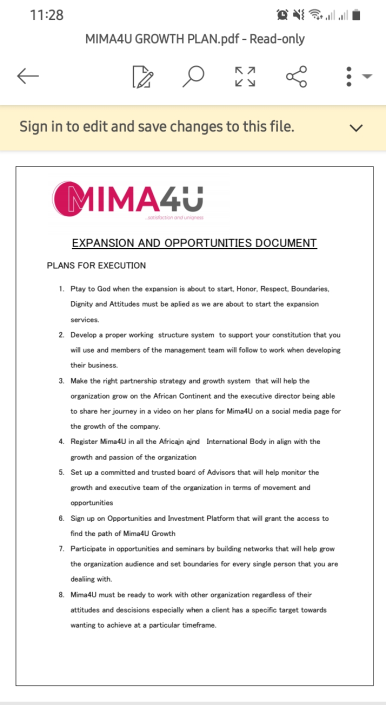 11:28
MIMA4U GROWTH PLAN.pdf - Read-only
Sign in to edit and save changes to this file.
MIMA4U
EXPANSION AND OPPORTUNITIES DOCUMENT
PLANS FOR EXECUTION
1. Ptay to God when the expansion is about to start, Honor, Respect, Boundaries,
Dignity and Attitudes must be aplied as we are about to start the expansion
services.
2. Develop a proper working structure system to support your constitution that you
will use and members of the management team will follow to work when developing
their business.
3. Make the right partnership strategy and growth system that will help the
organization grow on the African Continent and the executive director being able
to share her journey in a video on her plans for Mima4U on a social media page for
the growth of the company.
4. Register Mima4U in all the Africajn ajnd International Body in align with the
growth and passion of the organization
5. Set up a committed and trusted board of Advisors that will help monitor the
growth and executive team of the organization in terms of movement and
opportunities
6. Sign up on Opportunities and Investment Platform that will grant the access to
find the path of Mima4U Growth
7. Participate in opportunities and seminars by building networks that will help grow
the organization audience and set boundaries for every single person that you are
dealiing with.
8. Mima4U must be ready to work with other organization regardless of their
attitudes and descisions especially when a client has a specific target towards
wanting to achieve at a particular timeframe.